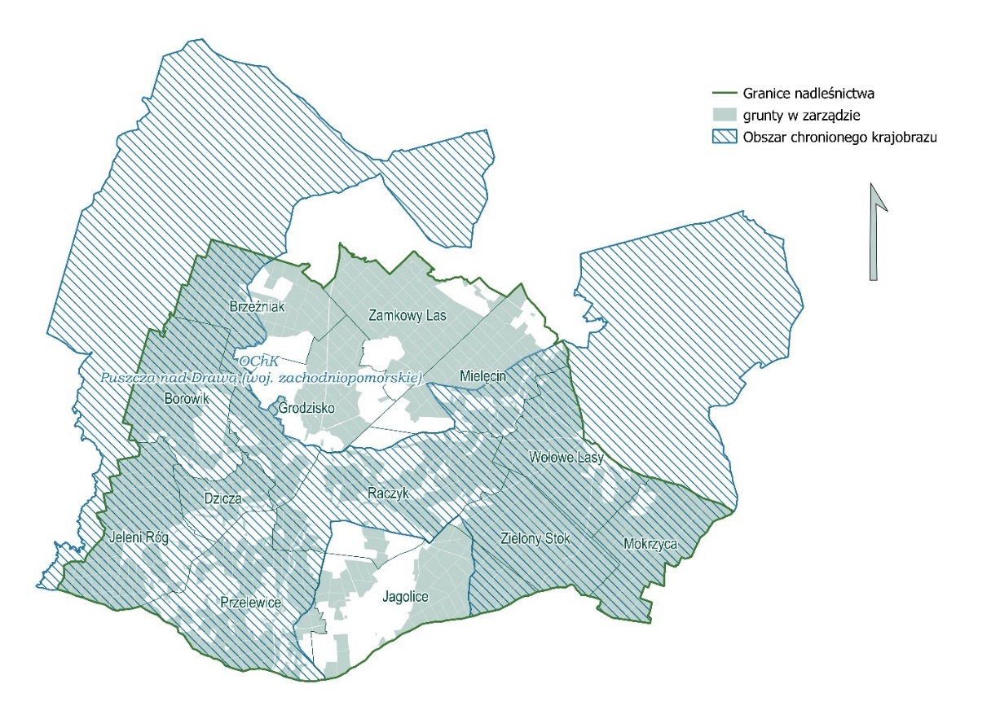 Granice nadleśnictwa
grunty w zarządzie
Obszar chronionego krajobrazu
Brzeźniak
Zamkowy Las
OChK
Puszcza nad Drawą (woj. zachodniopomorskie)
Mielęcin
Borowik
Grodzisko
Wołowe Lasy
Dzicza
Raczyk
Jeleni Róg
Zielony Stok
Mokrzyca
Przelewice
Jagolice